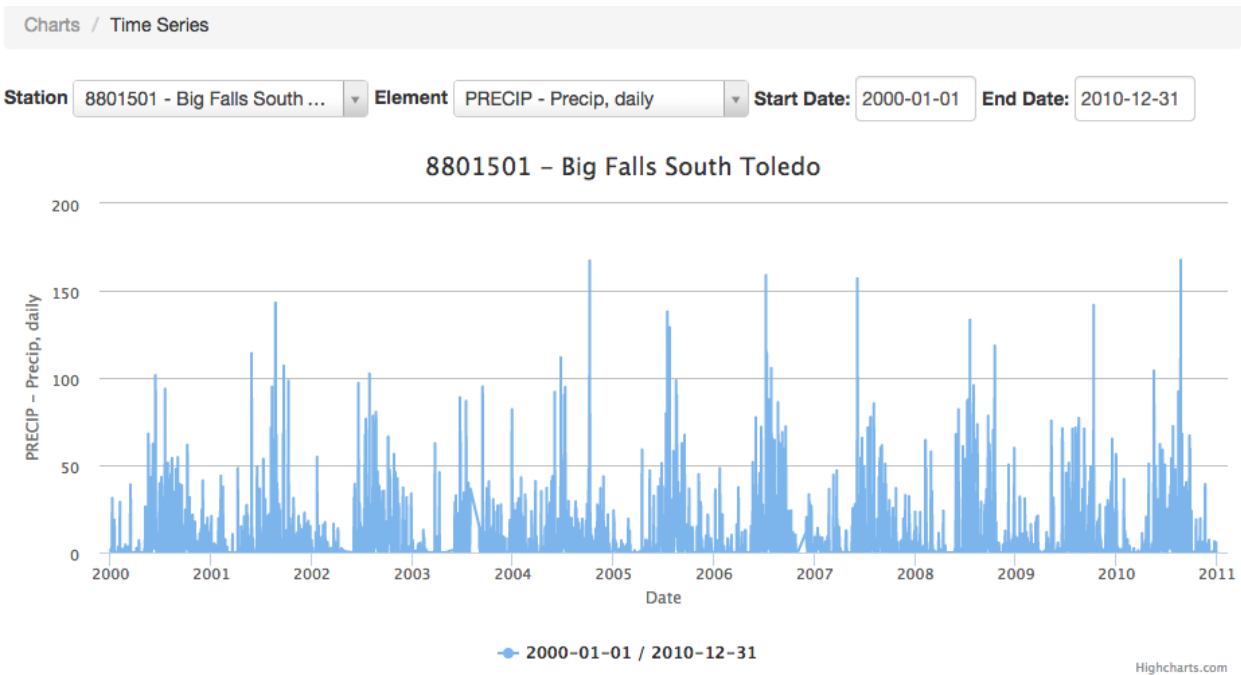 Charts / Time Series
Station 8801501 - Big Falls South ... Element PRECIP - Precip, daily Start Date: 2000-01-01 End Date: 2010-12-31
8801501 – Big Falls South Toledo
PRECIP – Precip, daily
200
150
100
50
0
2000 2001 2002 2003 2004 2005 2006 2007 2008 2009 2010 2011
Date
2000-01-01 / 2010-12-31
Highcharts.com